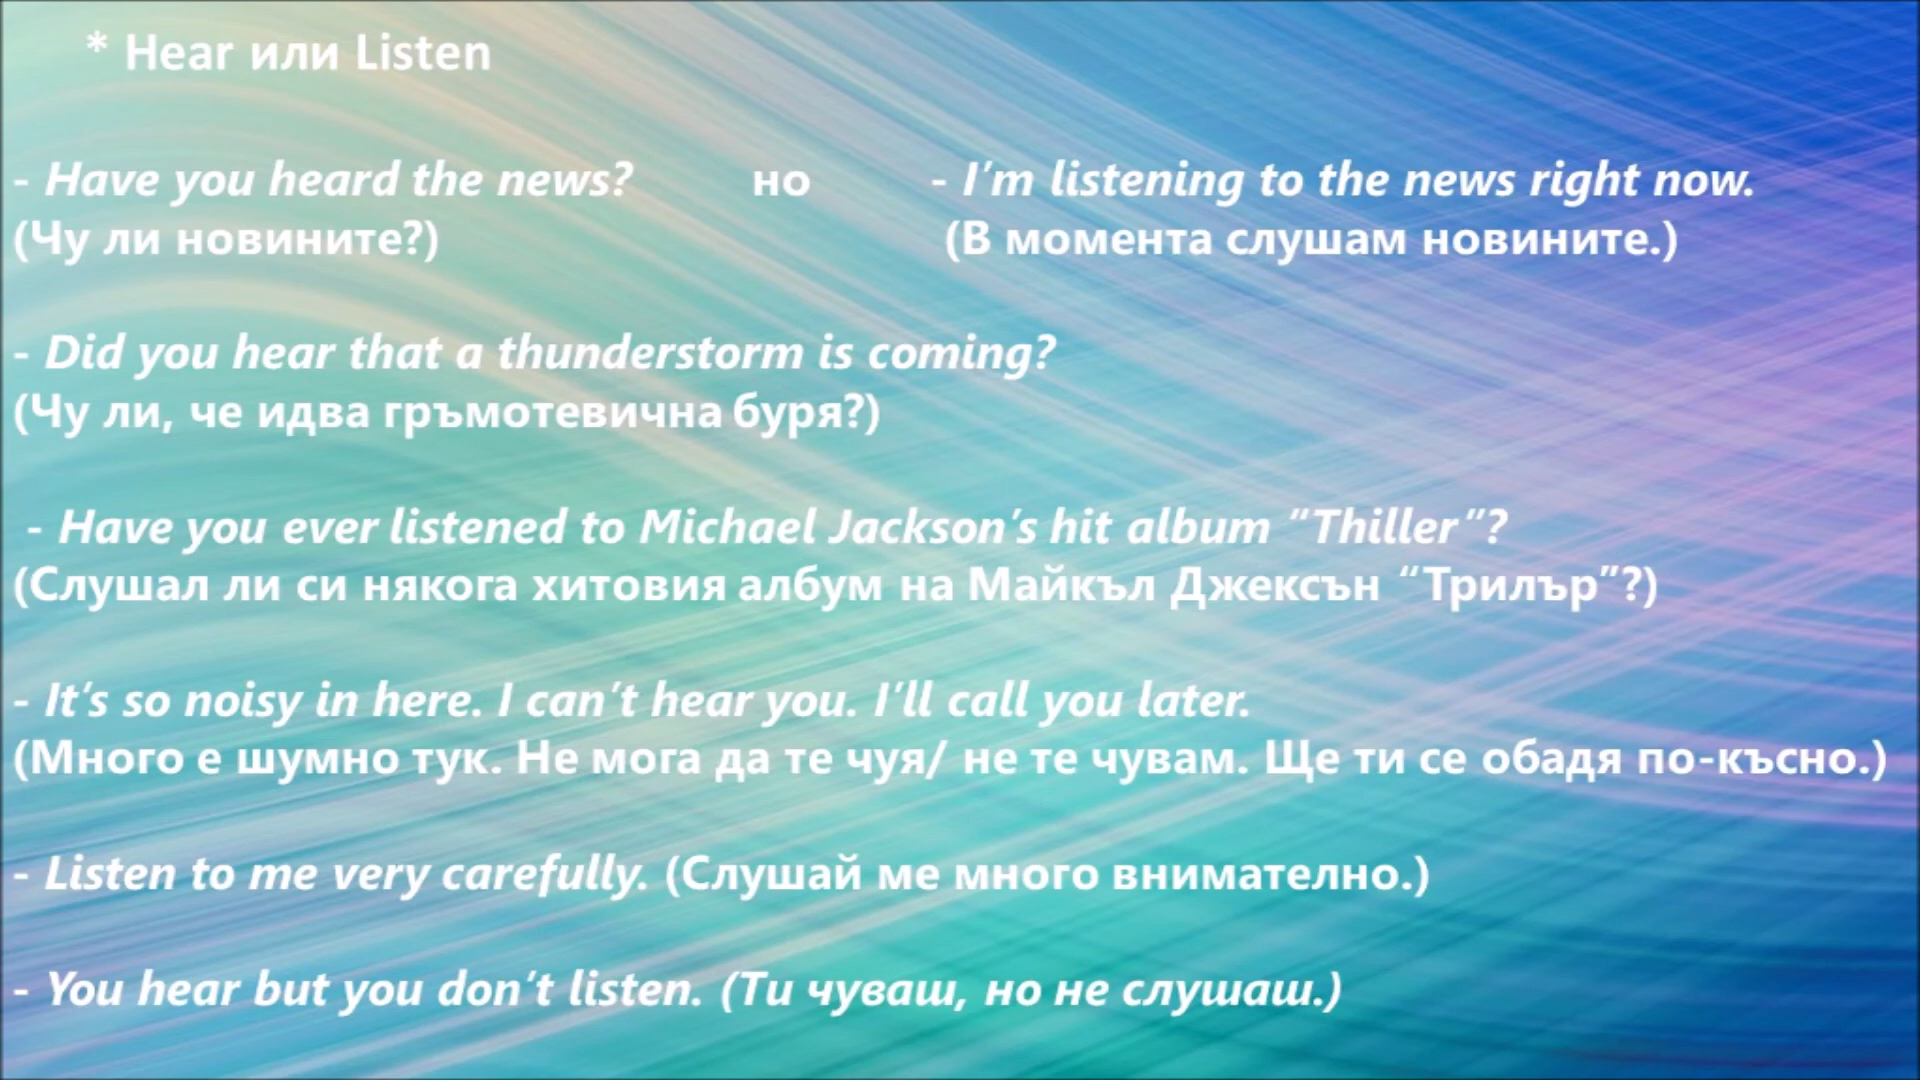 * Hear или Listen
- Have you heard the news? но - I’m listening to the news right now.
(Чу ли новините?) (В момента слушам новините.)
- Did you hear that a thunderstorm is coming?
(Чу ли, че идва гръмотевична буря?)
- Have you ever listened to Michael Jackson’s hit album “Thiller”?
(Слушал ли си някога хитовия албум на Майкъл Джексън “Трилър”?)
- It’s so noisy in here. I can’t hear you. I’ll call you later.
(Много е шумно тук. Не мога да те чуя/ не те чувам. Ще ти се обадя по-късно.)
- Listen to me very carefully. (Слушай ме много внимателно.)
- You hear but you don’t listen. (Ти чуваш, но не слушаш.)